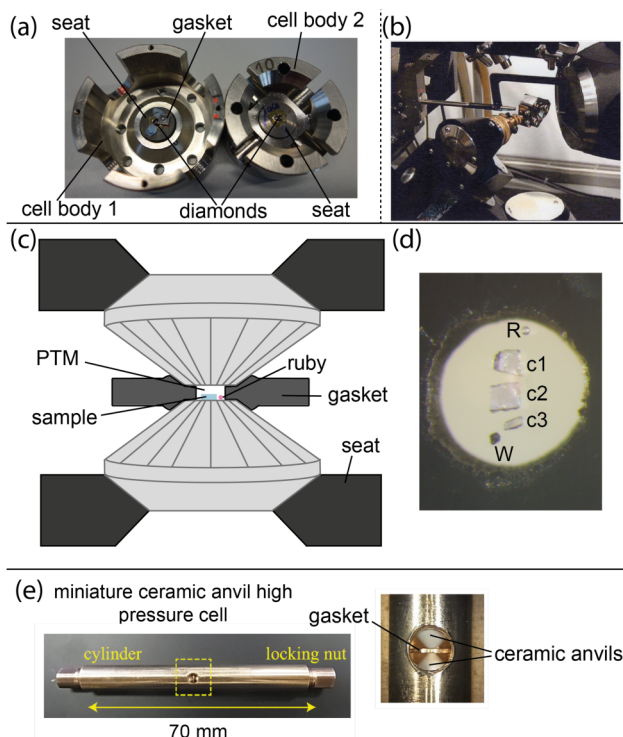 (a)
seat
gasket
cell body 2
10
cell body 1
diamonds
seat
(b)
(c)
PTM
ruby
gasket
sample
seat
(d)
R
c1
c2
c3
W
(e)
miniature ceramic anvil high
pressure cell
cylinder
locking nut
70 mm
gasket
ceramic anvils